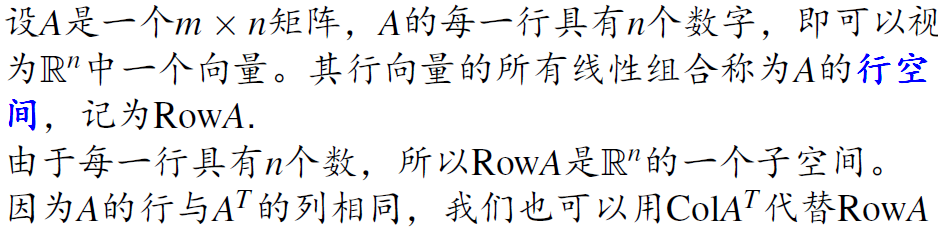 设A是一个m × n矩阵，A的每一行具有n个数字，即可以视
为ℝⁿ中一个向量。其行向量的所有线性组合称为A的行空
间，记为RowA.
由于每一行具有n个数，所以RowA是ℝⁿ的一个子空间。
因为A的行与Aᵀ的列相同，我们也可以用ColAᵀ代替RowA